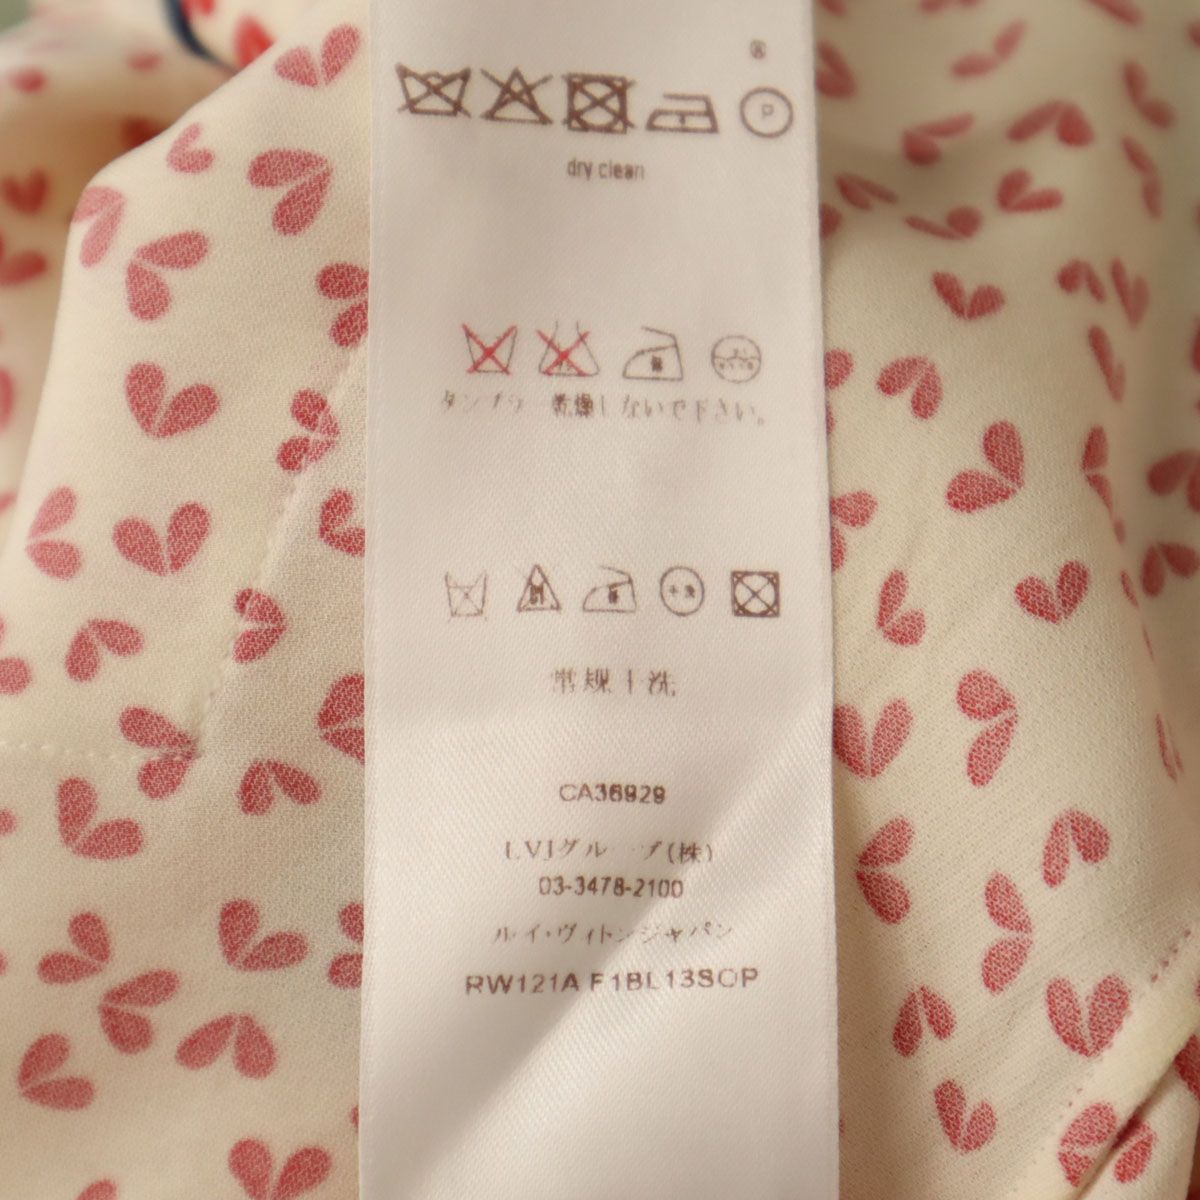 ®
P
dry clean
タンブラー乾燥しないで下さい。
常规干洗
CA36929
LVJグループ(株)
03-3478-2100
ルイ・ヴィトンジャパン
RW121A F1BL13SOP